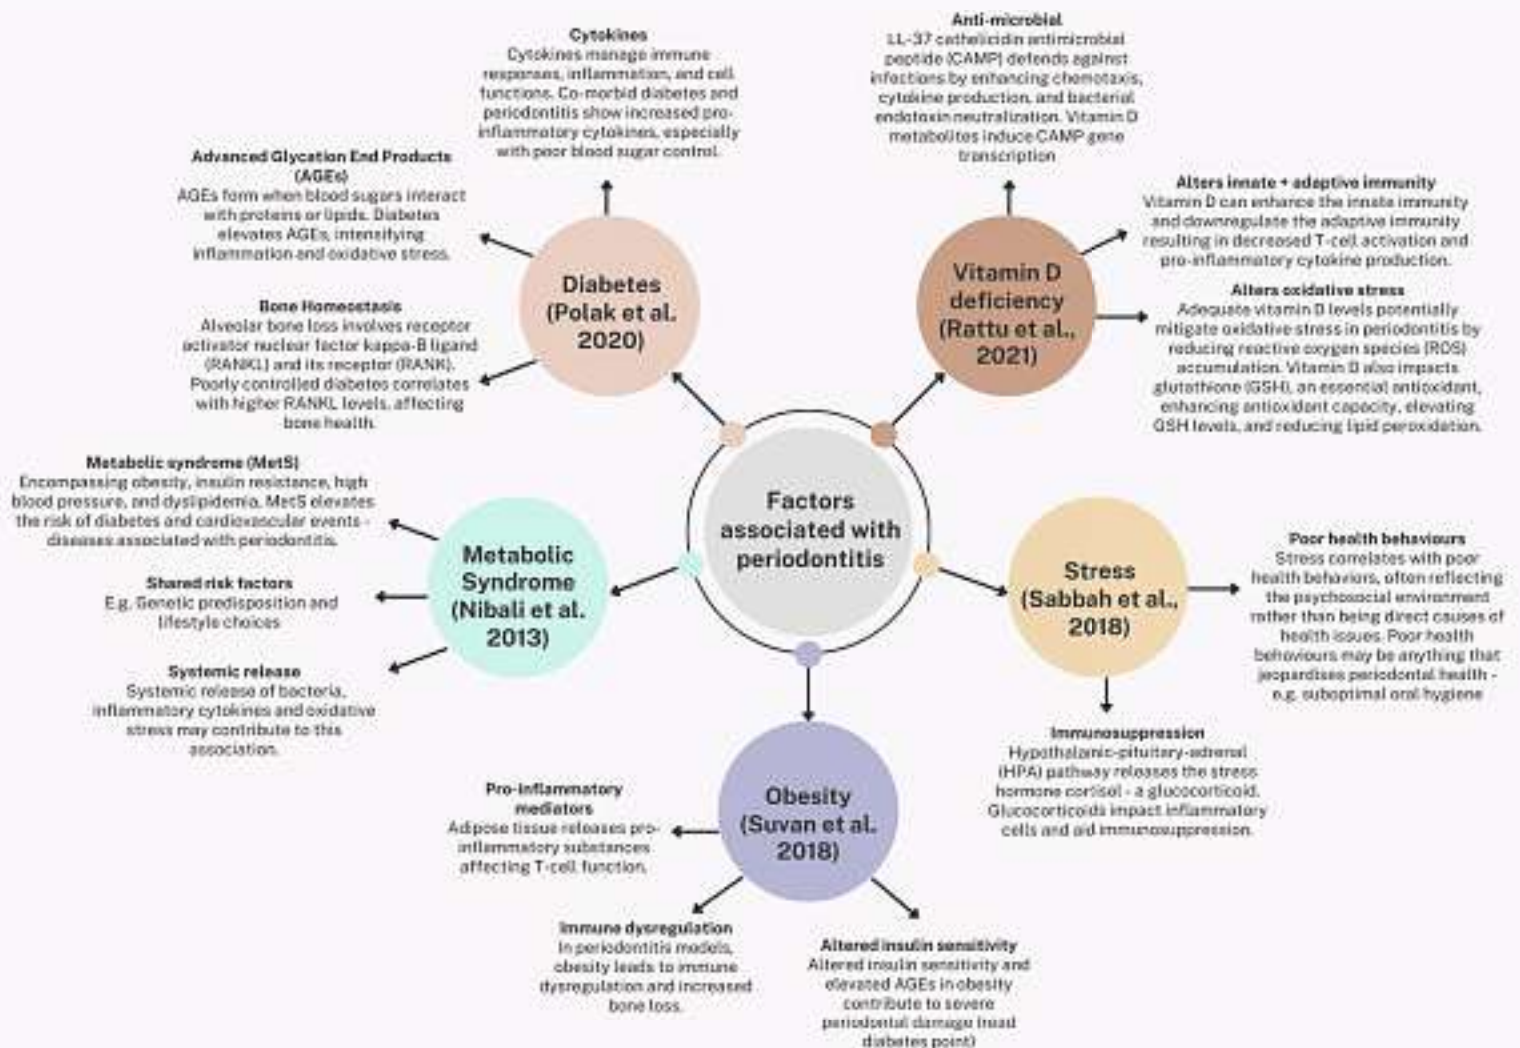 Cytokines
Cytokines manage immune
responses, inflammation, and cell
functions. Co-morbid diabetes and
periodontitis show increased pro-
inflammatory cytokines, especially
with poor blood sugar control.
Anti-microbial
LL-37 cathelicidin antimicrobial
peptide (CAMP) defends against
infections by enhancing chemotaxis,
cytokine production, and bacterial
endotoxin neutralization. Vitamin D
metabolites induce CAMP gene
transcription
Advanced Glycation End Products
(AGEs)
AGEs form when blood sugars interact
with proteins or lipids. Diabetes
elevates AGEs, intensifying
inflammation and oxidative stress.
Alters innate + adaptive immunity
Vitamin D can enhance the innate immunity
and downregulate the adaptive immunity
resulting in decreased T-cell activation and
pro-inflammatory cytokine production.
Diabetes
(Polak et al.
2020)
Vitamin D
deficiency
(Rattu et al.,
2021)
Bone Homeostasis
Alveolar bone loss involves receptor
activator nuclear factor kappa-B ligand
(RANKL) and its receptor (RANK).
Poorly controlled diabetes correlates
with higher RANKL levels, affecting
bone health.
Alters oxidative stress
Adequate vitamin D levels potentially
mitigate oxidative stress in periodontitis by
reducing reactive oxygen species (ROS)
accumulation. Vitamin D also impacts
glutathione (GSH), an essential antioxidant,
enhancing antioxidant capacity, elevating
GSH levels, and reducing lipid peroxidation.
Metabolic syndrome (MetS)
Encompassing obesity, insulin resistance, high
blood pressure, and dyslipidemia. MetS elevates
the risk of diabetes and cardiovascular events -
diseases associated with periodontitis.
Factors
associated with
periodontitis
Metabolic
Syndrome
(Nibali et al.
2013)
Stress
(Sabbah et al.,
2018)
Poor health behaviours
Stress correlates with poor
health behaviors, often reflecting
the psychosocial environment
rather than being direct causes of
health issues. Poor health
behaviours may be anything that
jeopardises periodontal health -
e.g. suboptimal oral hygiene
Shared risk factors
E.g. Genetic predisposition and
lifestyle choices
Systemic release
Systemic release of bacteria,
inflammatory cytokines and oxidative
stress may contribute to this
association.
Immunosuppression
Hypothalamic-pituitary-adrenal
(HPA) pathway releases the stress
hormone cortisol - a glucocorticoid.
Glucocorticoids impact inflammatory
cells and aid immunosuppression.
Obesity
(Suvan et al.
2018)
Pro-inflammatory
mediators
Adipose tissue releases pro-
inflammatory substances
affecting T-cell function.
Immune dysregulation
In periodontitis models,
obesity leads to immune
dysregulation and increased
bone loss.
Altered insulin sensitivity
Altered insulin sensitivity and
elevated AGEs in obesity
contribute to severe
periodontal damage (read
diabetes point)